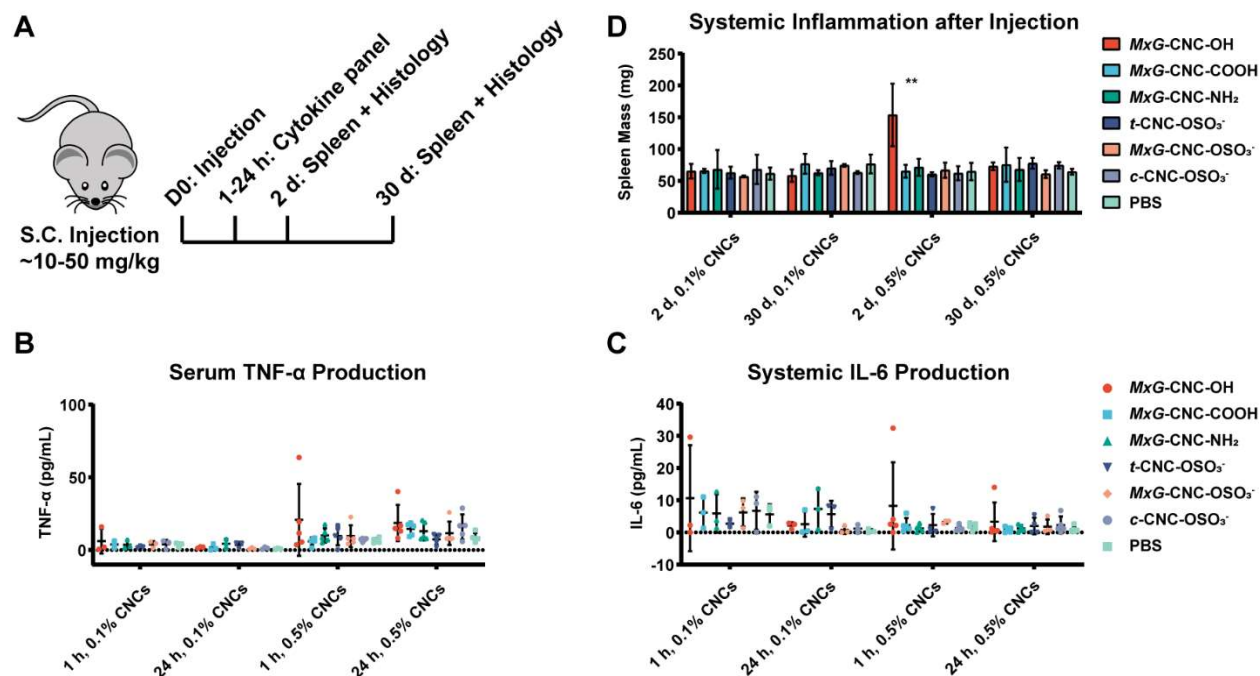 A
D0: Injection
1-24 h: Cytokine panel
2 d: Spleen + Histology
30 d: Spleen + Histology
S.C. Injection
~10-50 mg/kg
D
Systemic Inflammation after Injection
Spleen Mass (mg)
250
200
150
100
50
0
**
2 d, 0.1% CNCs
30 d, 0.1% CNCs
2 d, 0.5% CNCs
30 d, 0.5% CNCs
MxG-CNC-OH
MxG-CNC-COOH
MxG-CNC-NH₂
t-CNC-OSO₃⁻
MxG-CNC-OSO₃⁻
c-CNC-OSO₃⁻
PBS
B
Serum TNF-α Production
TNF-α (pg/mL)
100
50
0
1 h, 0.1% CNCs
24 h, 0.1% CNCs
1 h, 0.5% CNCs
24 h, 0.5% CNCs
C
Systemic IL-6 Production
IL-6 (pg/mL)
40
30
20
10
0
-10
1 h, 0.1% CNCs
24 h, 0.1% CNCs
1 h, 0.5% CNCs
24 h, 0.5% CNCs
MxG-CNC-OH
MxG-CNC-COOH
MxG-CNC-NH₂
t-CNC-OSO₃⁻
MxG-CNC-OSO₃⁻
c-CNC-OSO₃⁻
PBS